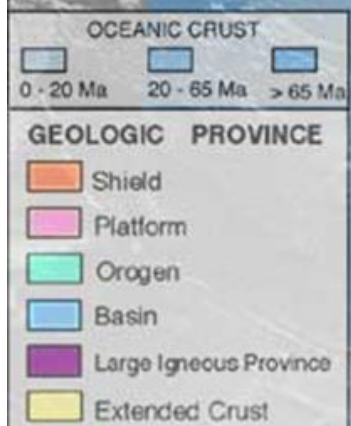 OCEANIC CRUST
0 - 20 Ma 20 - 65 Ma > 65 Ma
GEOLOGIC PROVINCE
Shield
Platform
Orogen
Basin
Large Igneous Province
Extended Crust